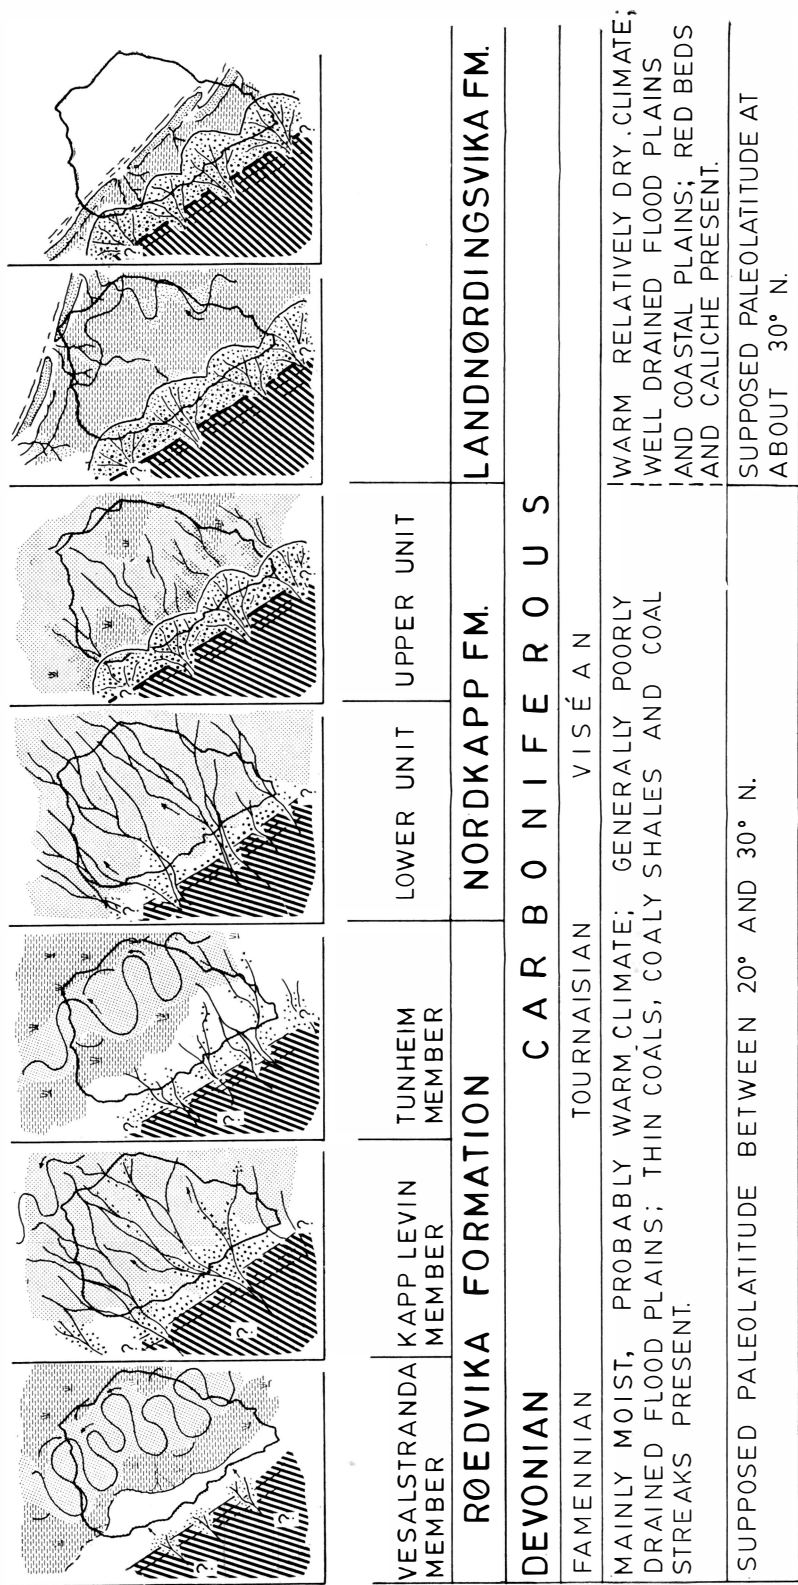 VESALSTRANDA
MEMBER
KAPP LEVIN
MEMBER
TUNHEIM
MEMBER
LOWER UNIT
UPPER UNIT
RØEDVIKA FORMATION
NORDKAPP FM.
LANDNØRDINGSVIKA FM.
DEVONIAN
CARBONIFEROUS
FAMENNIAN
TOURNAISIAN
VISÉAN
MAINLY MOIST, PROBABLY WARM CLIMATE; GENERALLY POORLY
DRAINED FLOOD PLAINS; THIN COALS, COALY SHALES AND COAL
STREAKS PRESENT.
WARM RELATIVELY DRY CLIMATE;
WELL DRAINED FLOOD PLAINS
AND COASTAL PLAINS; RED BEDS
AND CALICHE PRESENT.
SUPPOSED PALEOLATITUDE BETWEEN 20° AND 30° N.
SUPPOSED PALEOLATITUDE AT
ABOUT 30° N.